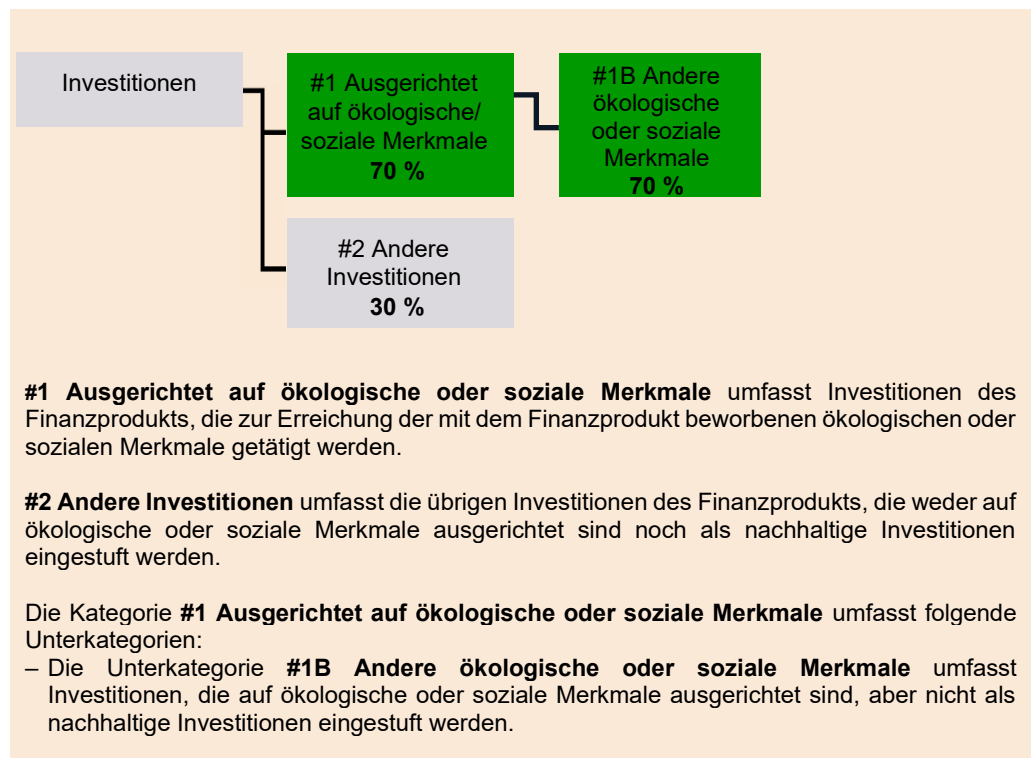 Investitionen
#1 Ausgerichtet
auf ökologische/
soziale Merkmale
70 %
#1B Andere
ökologische
oder soziale
Merkmale
70 %
#2 Andere
Investitionen
30 %
#1 Ausgerichtet auf ökologische oder soziale Merkmale umfasst Investitionen des
Finanzprodukts, die zur Erreichung der mit dem Finanzprodukt beworbenen ökologischen oder
sozialen Merkmale getätigt werden.
#2 Andere Investitionen umfasst die übrigen Investitionen des Finanzprodukts, die weder auf
ökologische oder soziale Merkmale ausgerichtet sind noch als nachhaltige Investitionen
eingestuft werden.
Die Kategorie #1 Ausgerichtet auf ökologische oder soziale Merkmale umfasst folgende
Unterkategorien:
– Die Unterkategorie #1B Andere ökologische oder soziale Merkmale umfasst
Investitionen, die auf ökologische oder soziale Merkmale ausgerichtet sind, aber nicht als
nachhaltige Investitionen eingestuft werden.